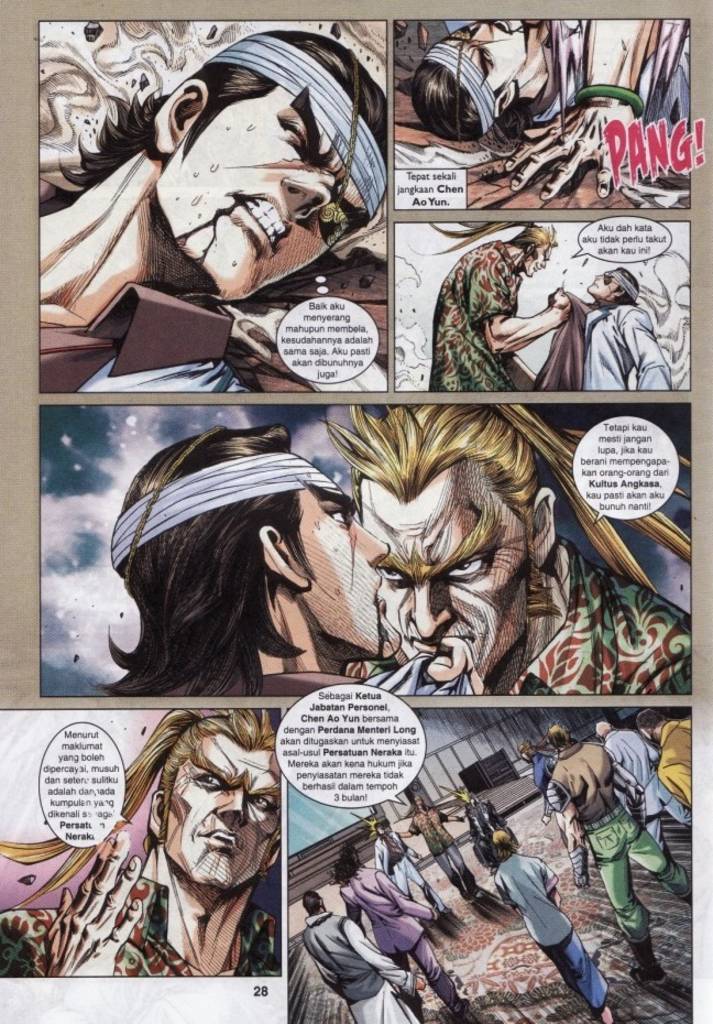 Baik aku
menyerang
mahupun membela,
kesudahannya adalah
sama saja. Aku pasti
akan dibunuhnya
juga!
Tepat sekali
jangkaan Chen
Ao Yun.
PANG!
Aku dah kata
aku tidak perlu takut
akan kau ini!
Tetapi kau
mesti jangan
lupa, jika kau
berani mempengapa-
kan orang-orang dari
Kultus Angkasa,
kau pasti akan aku
bunuh nanti!
Menurut
maklumat
yang boleh
dipercayai, musuh
dan seteru sulitku
adalah daripada
kumpulan yang
dikenali sebagai
Persatuan
Neraka.
Sebagai Ketua
Jabatan Personel,
Chen Ao Yun bersama
dengan Perdana Menteri Long
akan ditugaskan untuk menyiasat
asal-usul Persatuan Neraka itu.
Mereka akan kena hukum jika
penyiasatan mereka tidak
berhasil dalam tempoh
3 bulan!
28